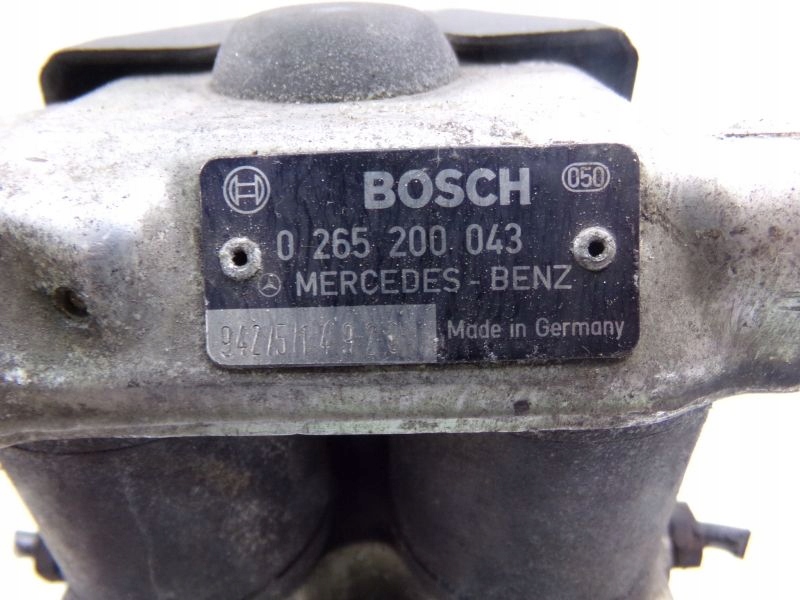 BOSCH 050
0 265 200 043
MERCEDES - BENZ
Made in Germany